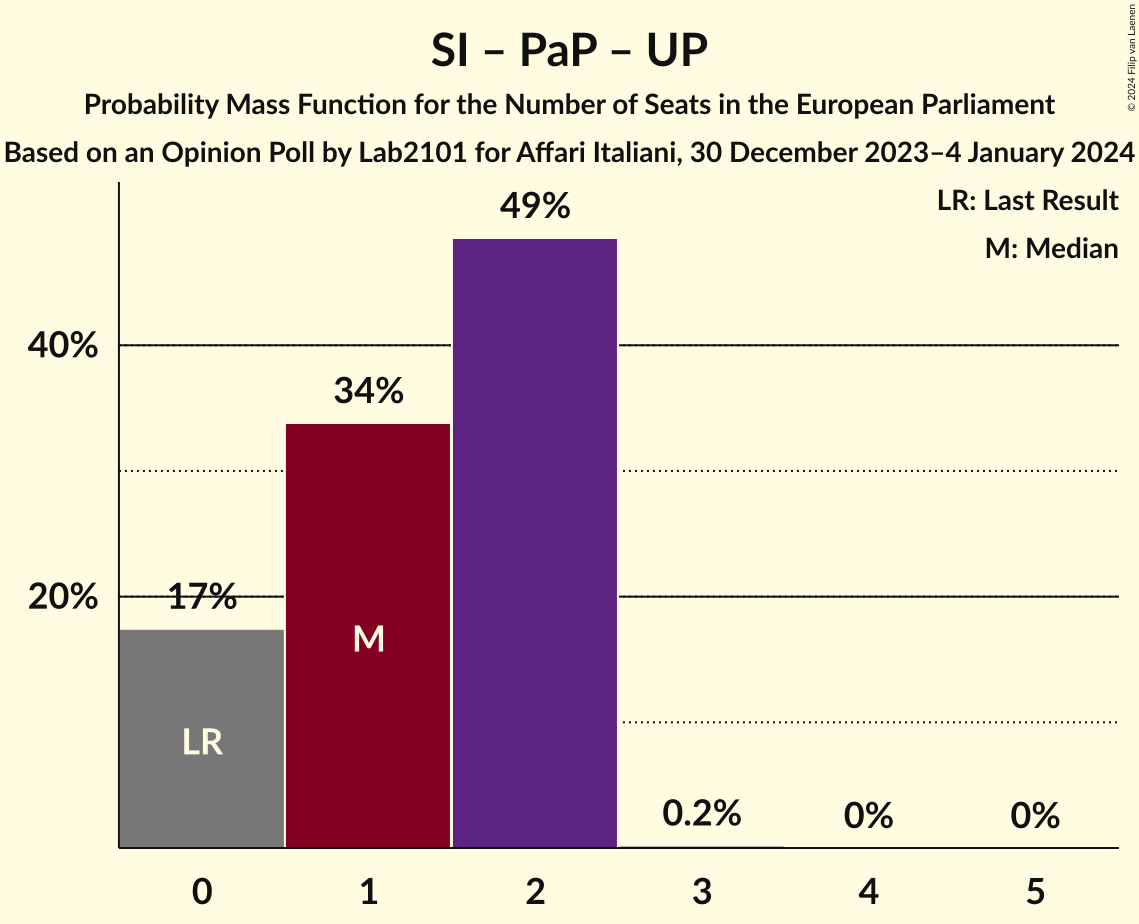 SI – PaP – UP
Probability Mass Function for the Number of Seats in the European Parliament
Based on an Opinion Poll by Lab2101 for Affari Italiani, 30 December 2023–4 January 2024
© 2024 Filip van Laenen
LR: Last Result
M: Median
49%
40%
34%
20%
17%
M
LR
0.2%
0%
0%
0
1
2
3
4
5